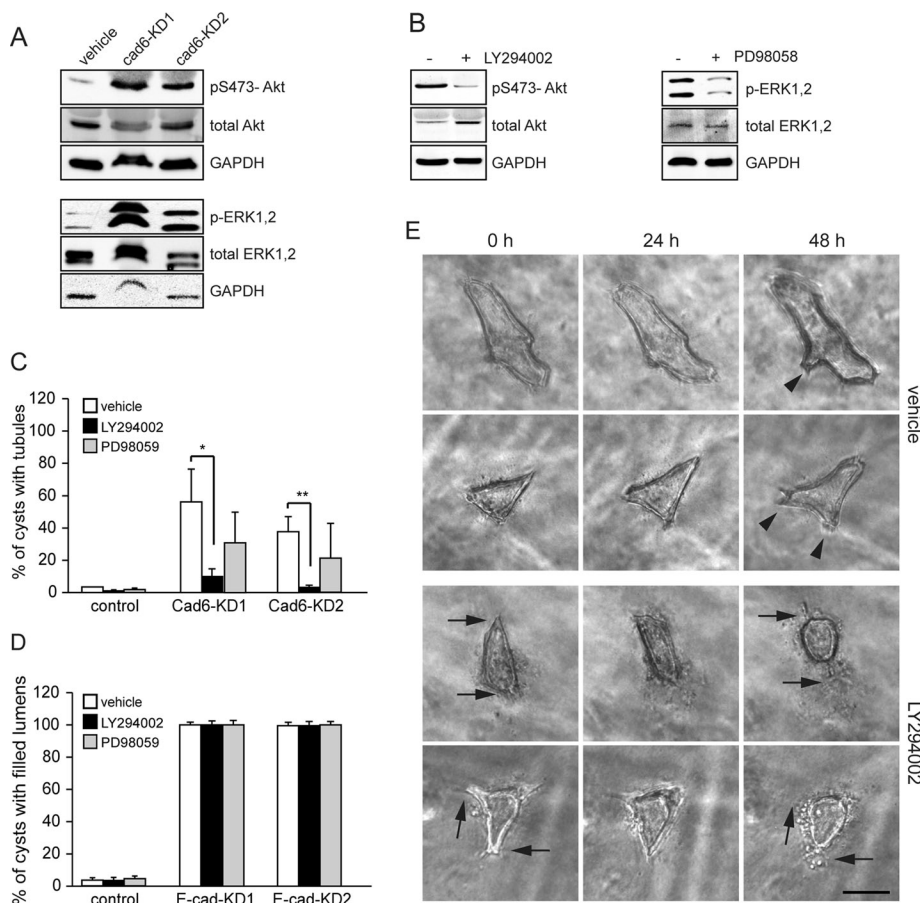 A
vehicle
cad6-KD1
cad6-KD2
pS473- Akt
total Akt
GAPDH
p-ERK1,2
total ERK1,2
GAPDH
B
- + LY294002
pS473- Akt
total Akt
GAPDH
- + PD98058
p-ERK1,2
total ERK1,2
GAPDH
C
% of cysts with tubules
120
100
80
60
40
20
0
vehicle
LY294002
PD98059
*
**
control Cad6-KD1 Cad6-KD2
D
% of cysts with filled lumens
120
100
80
60
40
20
0
vehicle
LY294002
PD98059
control E-cad-KD1 E-cad-KD2
E
0 h 24 h 48 h
vehicle
LY294002